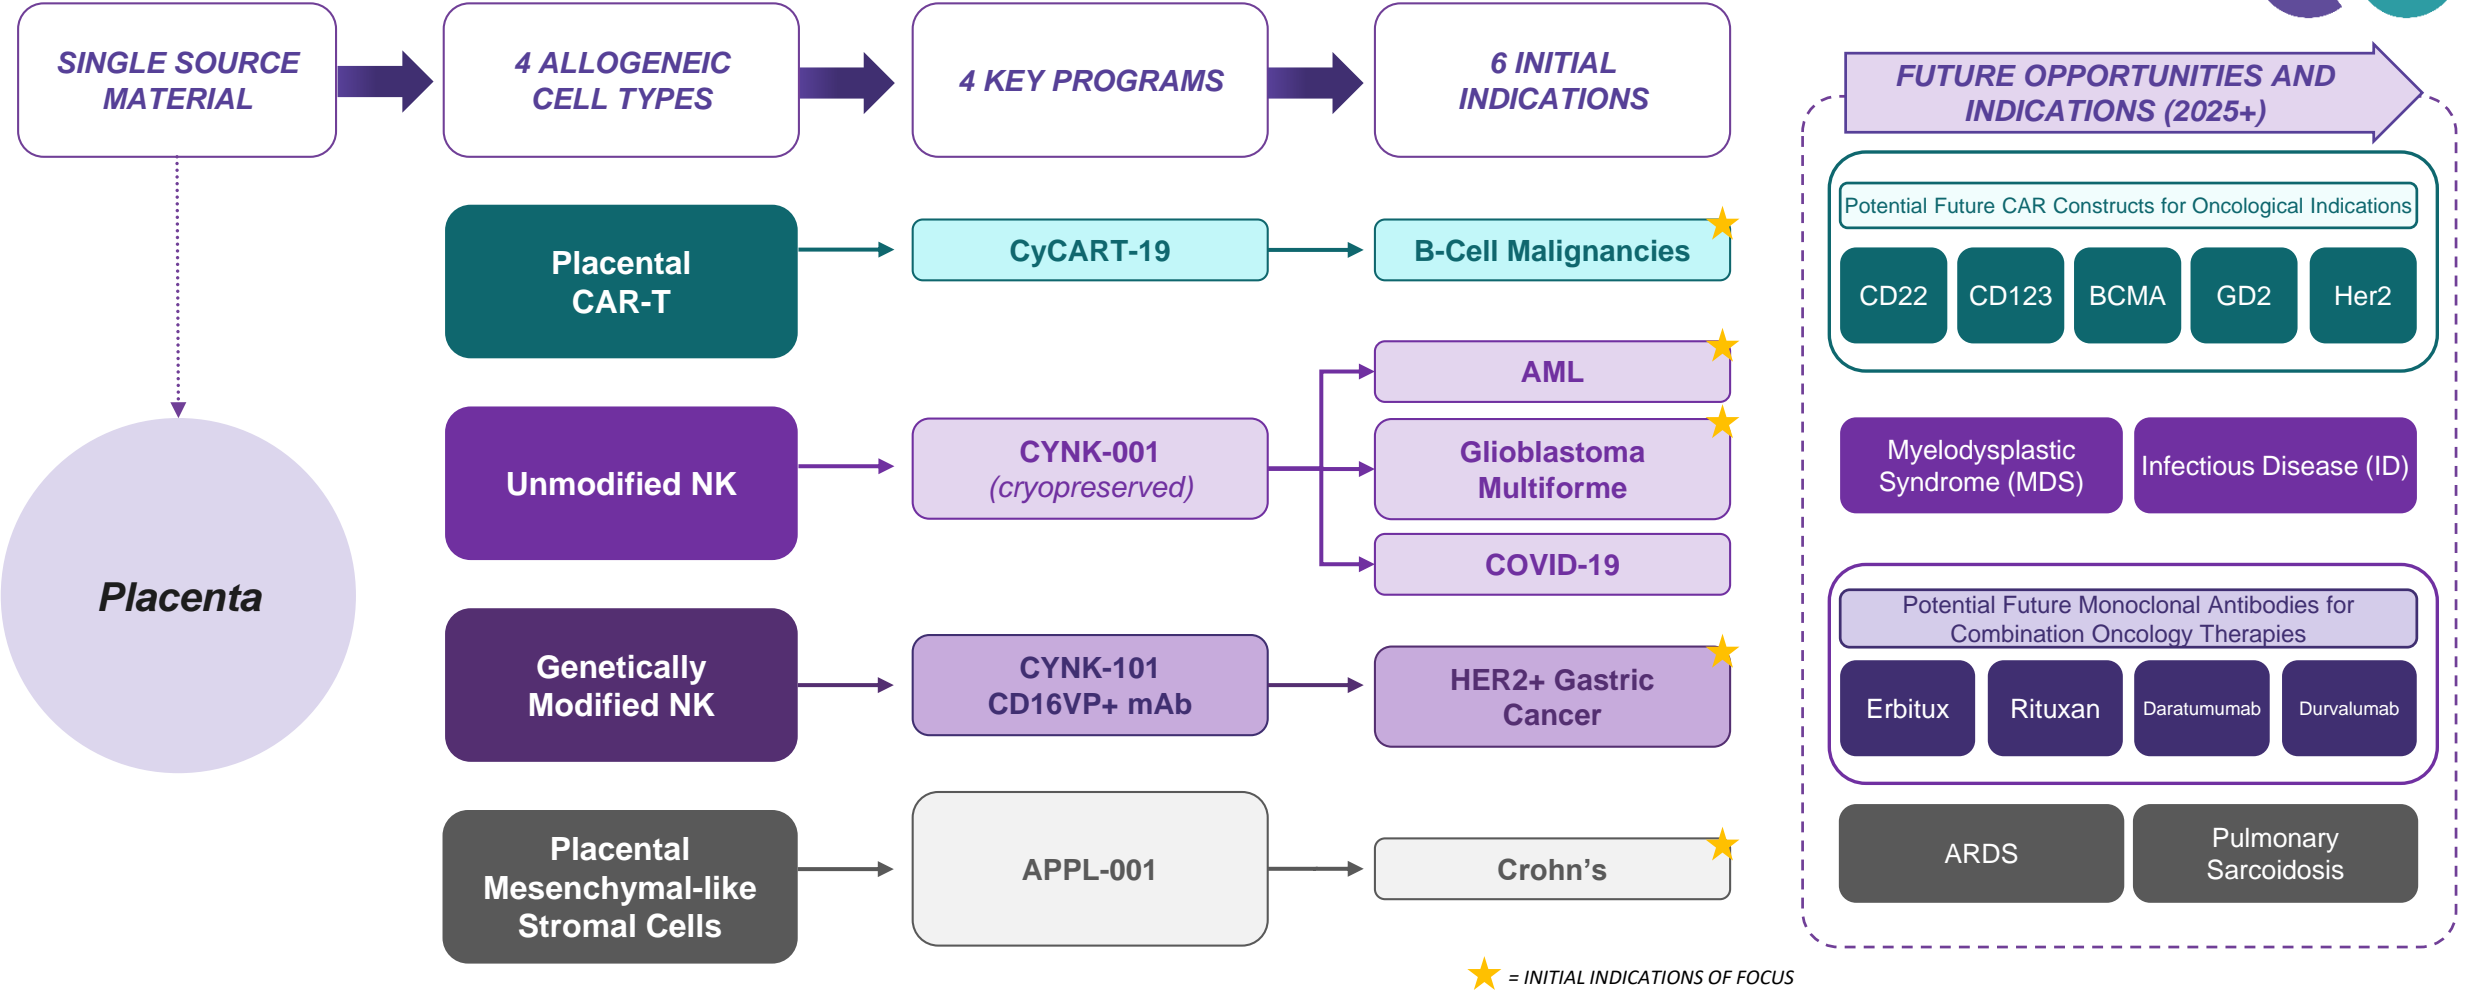 SINGLE SOURCE
MATERIAL
4 ALLOGENEIC
CELL TYPES
4 KEY PROGRAMS
6 INITIAL
INDICATIONS
FUTURE OPPORTUNITIES AND
INDICATIONS (2025+)
Placenta
Placental
CAR-T
CyCART-19
B-Cell Malignancies
Unmodified NK
CYNK-001
(cryopreserved)
AML
Glioblastoma
Multiforme
COVID-19
Genetically
Modified NK
CYNK-101
CD16VP+ mAb
HER2+ Gastric
Cancer
Placental
Mesenchymal-like
Stromal Cells
APPL-001
Crohn’s
Potential Future CAR Constructs for Oncological Indications
CD22
CD123
BCMA
GD2
Her2
Myelodysplastic
Syndrome (MDS)
Infectious Disease (ID)
Potential Future Monoclonal Antibodies for
Combination Oncology Therapies
Erbitux
Rituxan
Daratumumab
Durvalumab
ARDS
Pulmonary
Sarcoidosis
= INITIAL INDICATIONS OF FOCUS